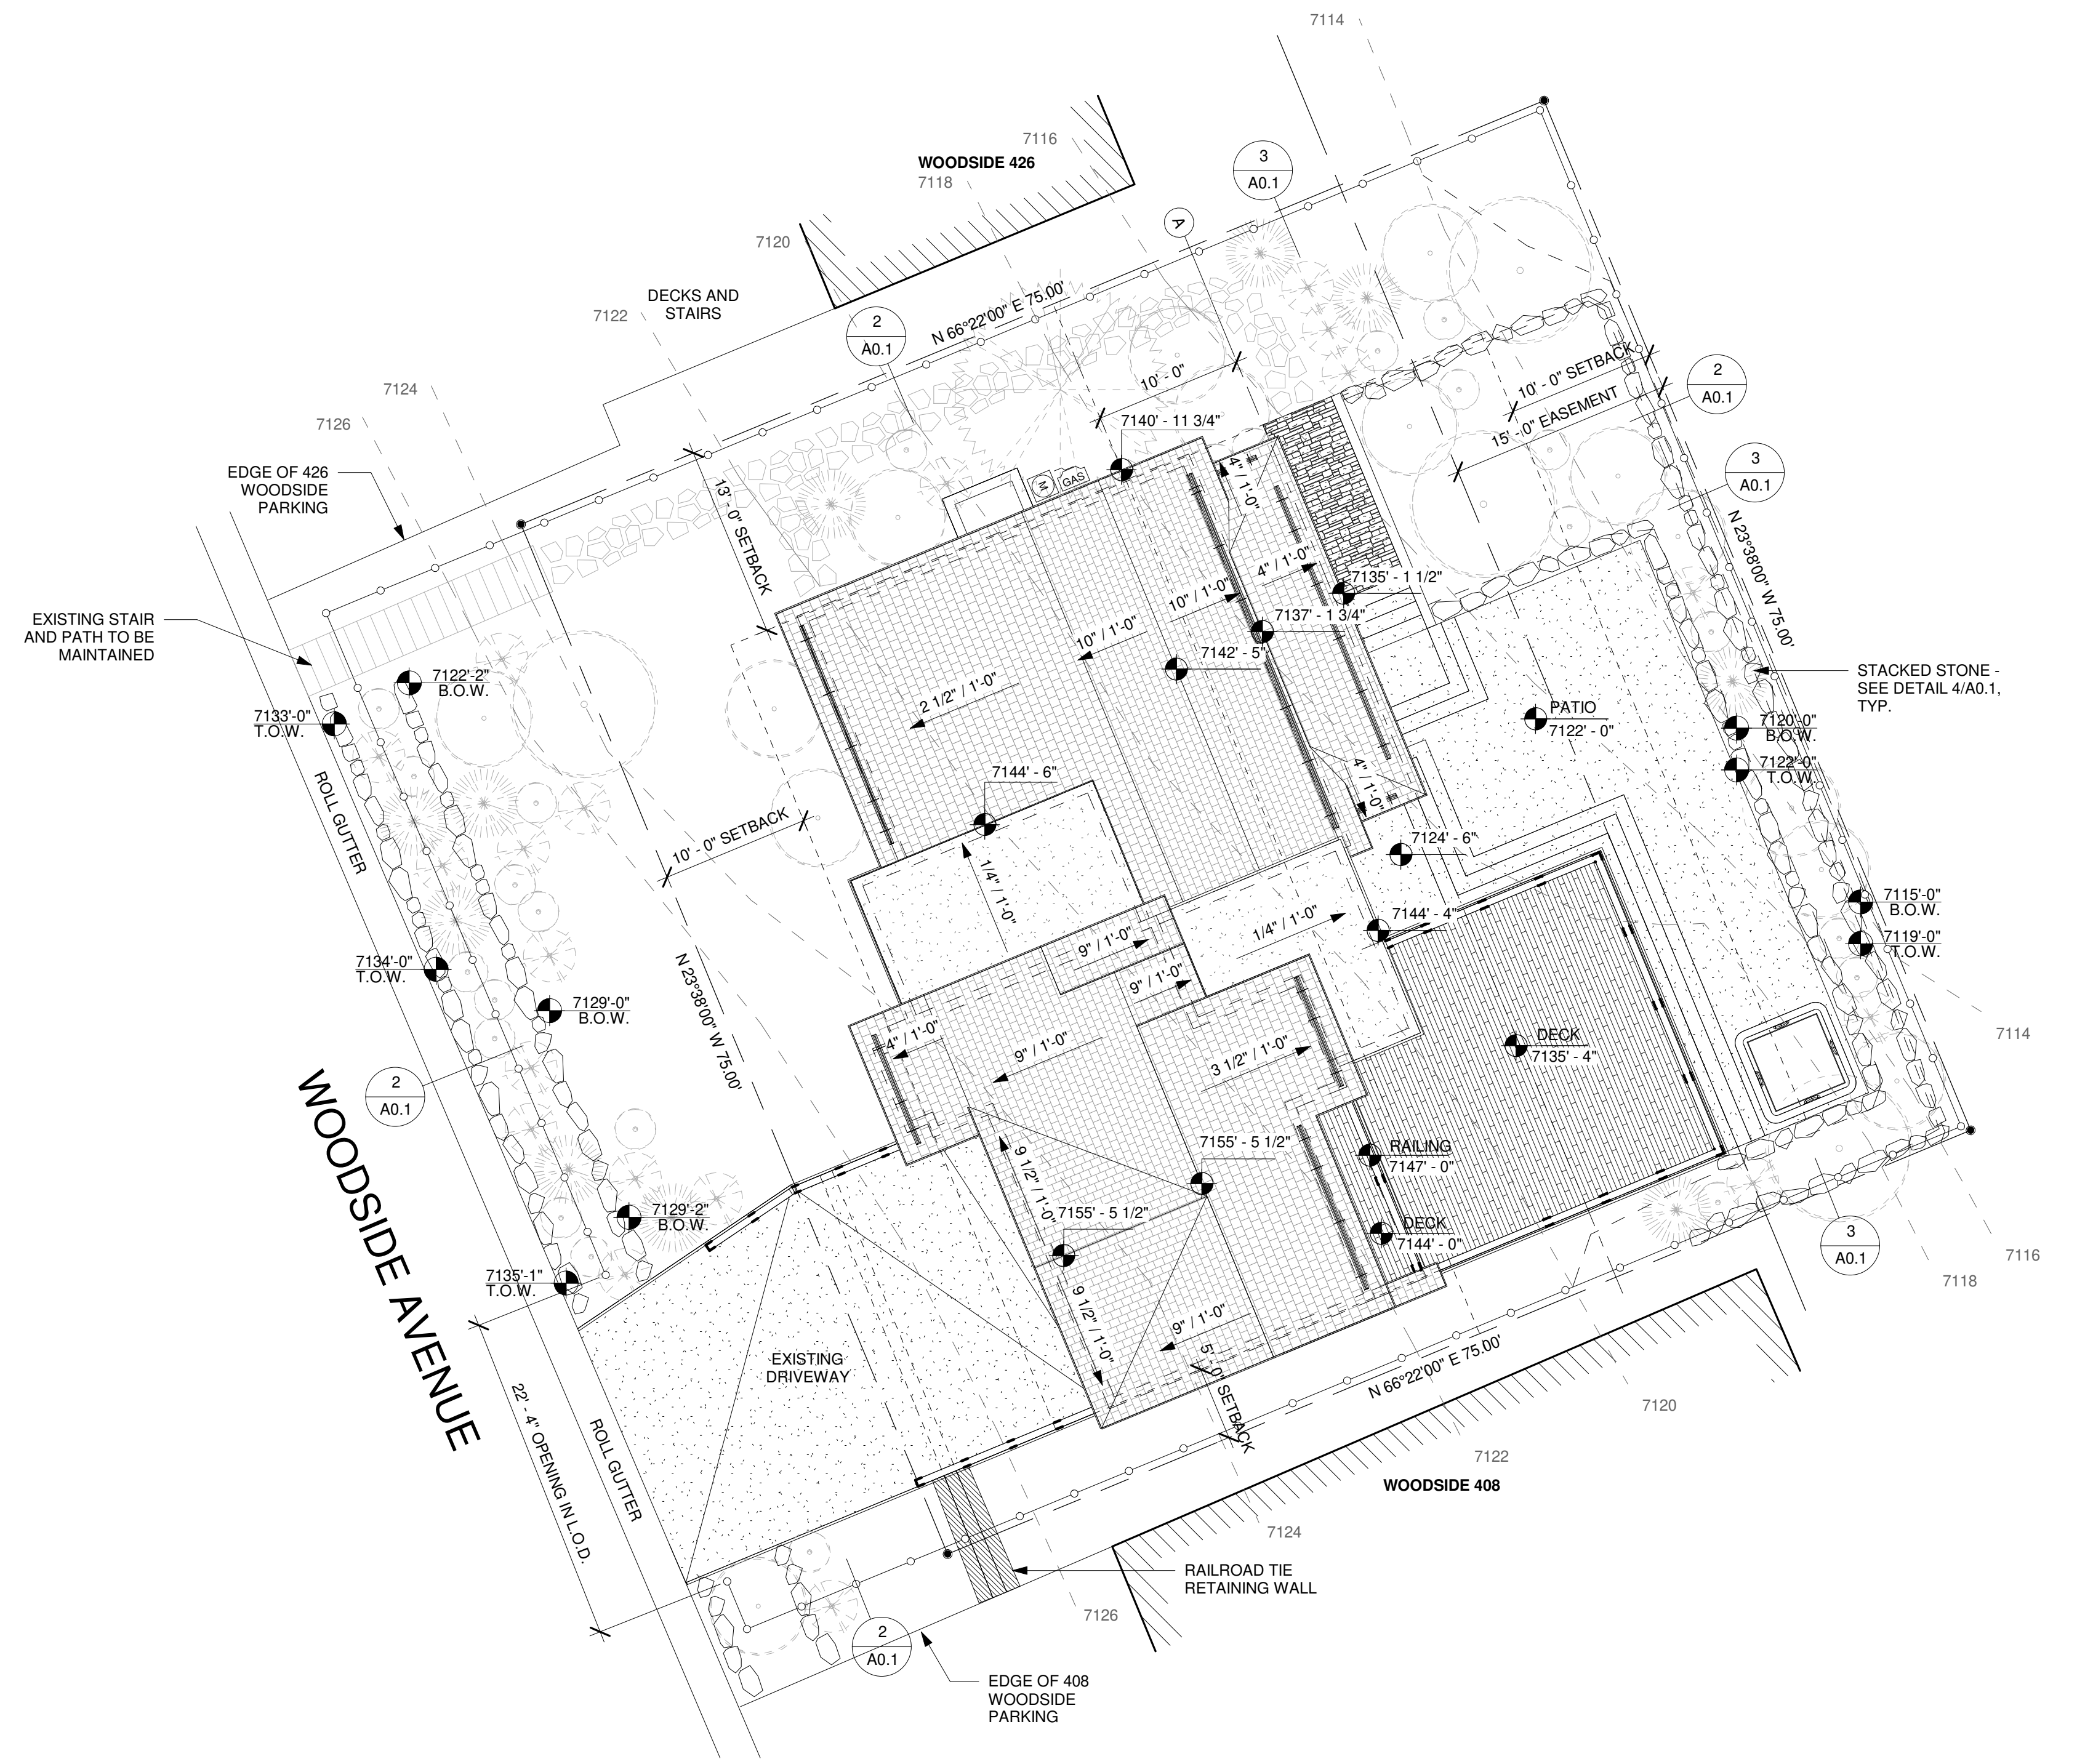 7114
7116
WOODSIDE 426
7118
3
A0.1
A
7120
DECKS AND
STAIRS
7122
N 66°22'00" E 75.00'
2
A0.1
10' - 0"
10' - 0" SETBACK
15' - 0" EASEMENT
2
A0.1
7124
7126
7140' - 11 3/4"
EDGE OF 426
WOODSIDE
PARKING
13' - 0" SETBACK
M
GAS
4" / 1'-0"
3
A0.1
N 23°38'00" W 75.00'
4" / 1'-0"
10" / 1'-0"
7135' - 1 1/2"
7137' - 1 3/4"
10" / 1'-0"
7142' - 5"
EXISTING STAIR
AND PATH TO BE
MAINTAINED
7122'-2"
B.O.W.
2 1/2" / 1'-0"
STACKED STONE -
SEE DETAIL 4/A0.1,
TYP.
7133'-0"
T.O.W.
PATIO
7122' - 0"
7120'-0"
B.O.W.
7122'-0"
T.O.W.
ROLL GUTTER
7144' - 6"
4" / 1'-0"
10' - 0" SETBACK
7124' - 6"
1/4" / 1'-0"
7115'-0"
B.O.W.
7144' - 4"
1/4" / 1'-0"
9" / 1'-0"
7119'-0"
T.O.W.
7134'-0"
T.O.W.
9" / 1'-0"
7129'-0"
B.O.W.
N 23°38'00" W 75.00'
4" / 1'-0"
9" / 1'-0"
3 1/2" / 1'-0"
DECK
7135' - 4"
7114
2
A0.1
WOODSIDE AVENUE
7155' - 5 1/2"
RAILING
7147' - 0"
9 1/2" / 1'-0"
7155' - 5 1/2"
7129'-2"
B.O.W.
DECK
7144' - 0"
3
A0.1
7116
7118
7135'-1"
T.O.W.
9 1/2" / 1'-0"
9" / 1'-0"
EXISTING
DRIVEWAY
5' - 0" SETBACK
N 66°22'00" E 75.00'
7120
22' - 4" OPENING IN L.O.D.
ROLL GUTTER
7122
WOODSIDE 408
7124
RAILROAD TIE
RETAINING WALL
7126
2
A0.1
EDGE OF 408
WOODSIDE
PARKING